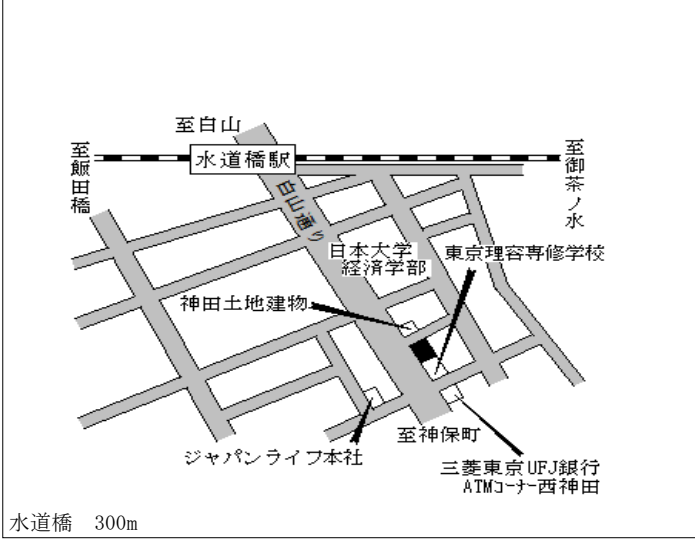 至白山
水道橋駅
至飯田橋
至御茶ノ水
白山通り
日本大学
経済学部
東京理容専修学校
神田土地建物
至神保町
ジャパンライフ本社
三菱東京UFJ銀行
ATMコーナー西神田
水道橋　300m